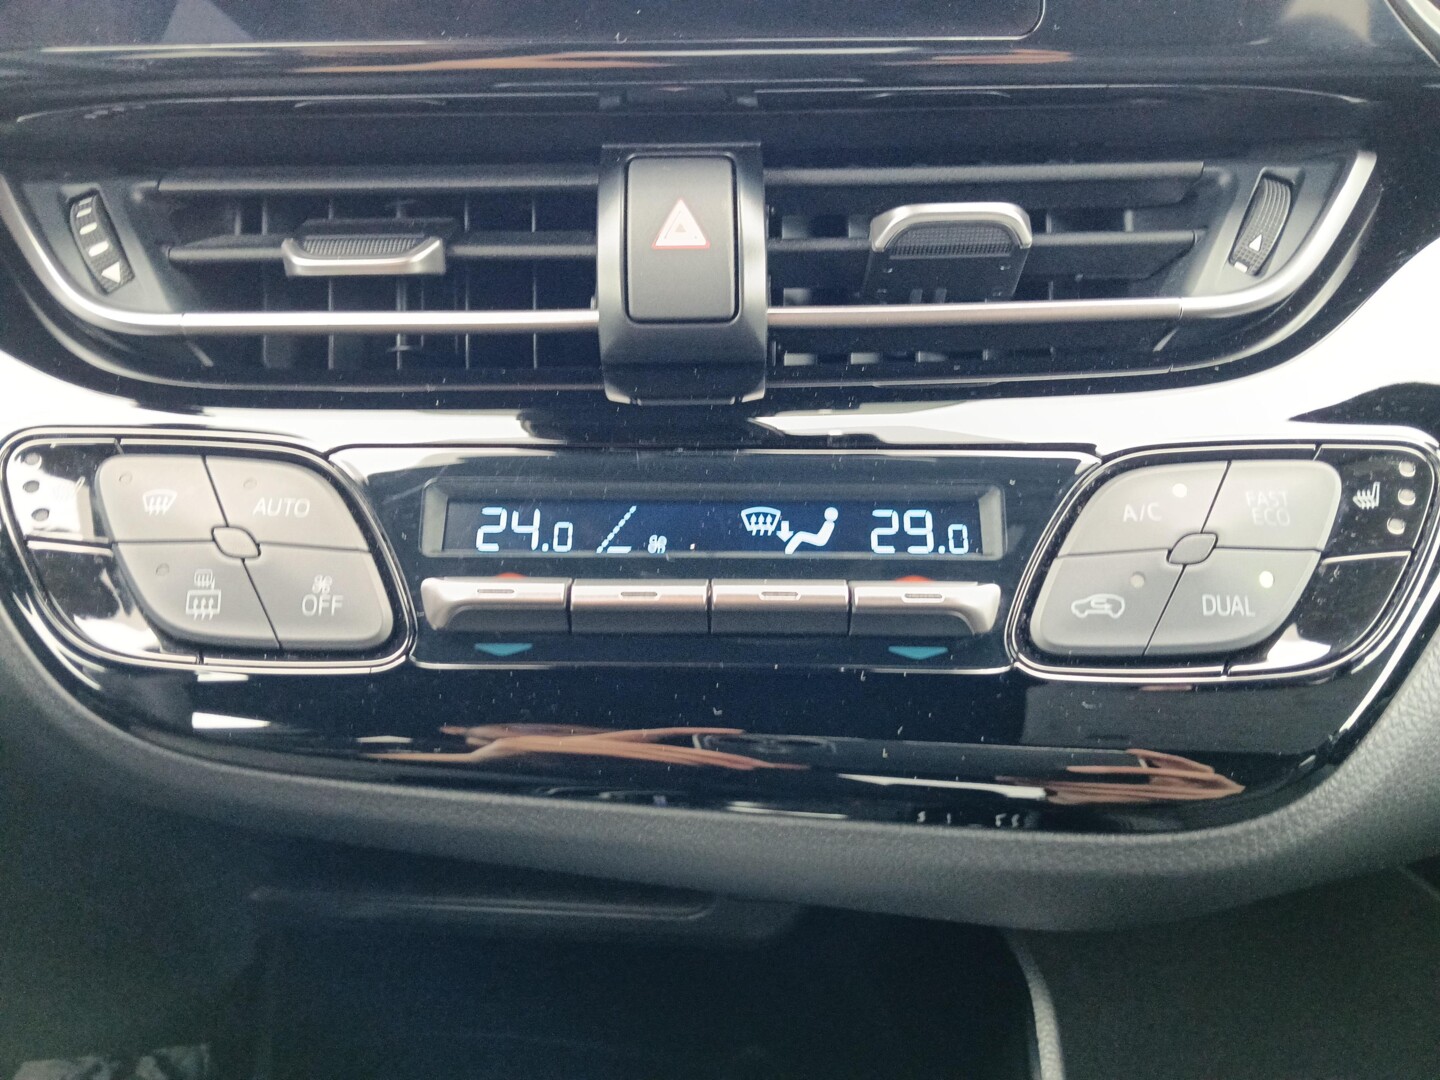 24.0 29.0
AUTO
OFF
A/C
FAST
ECO
DUAL